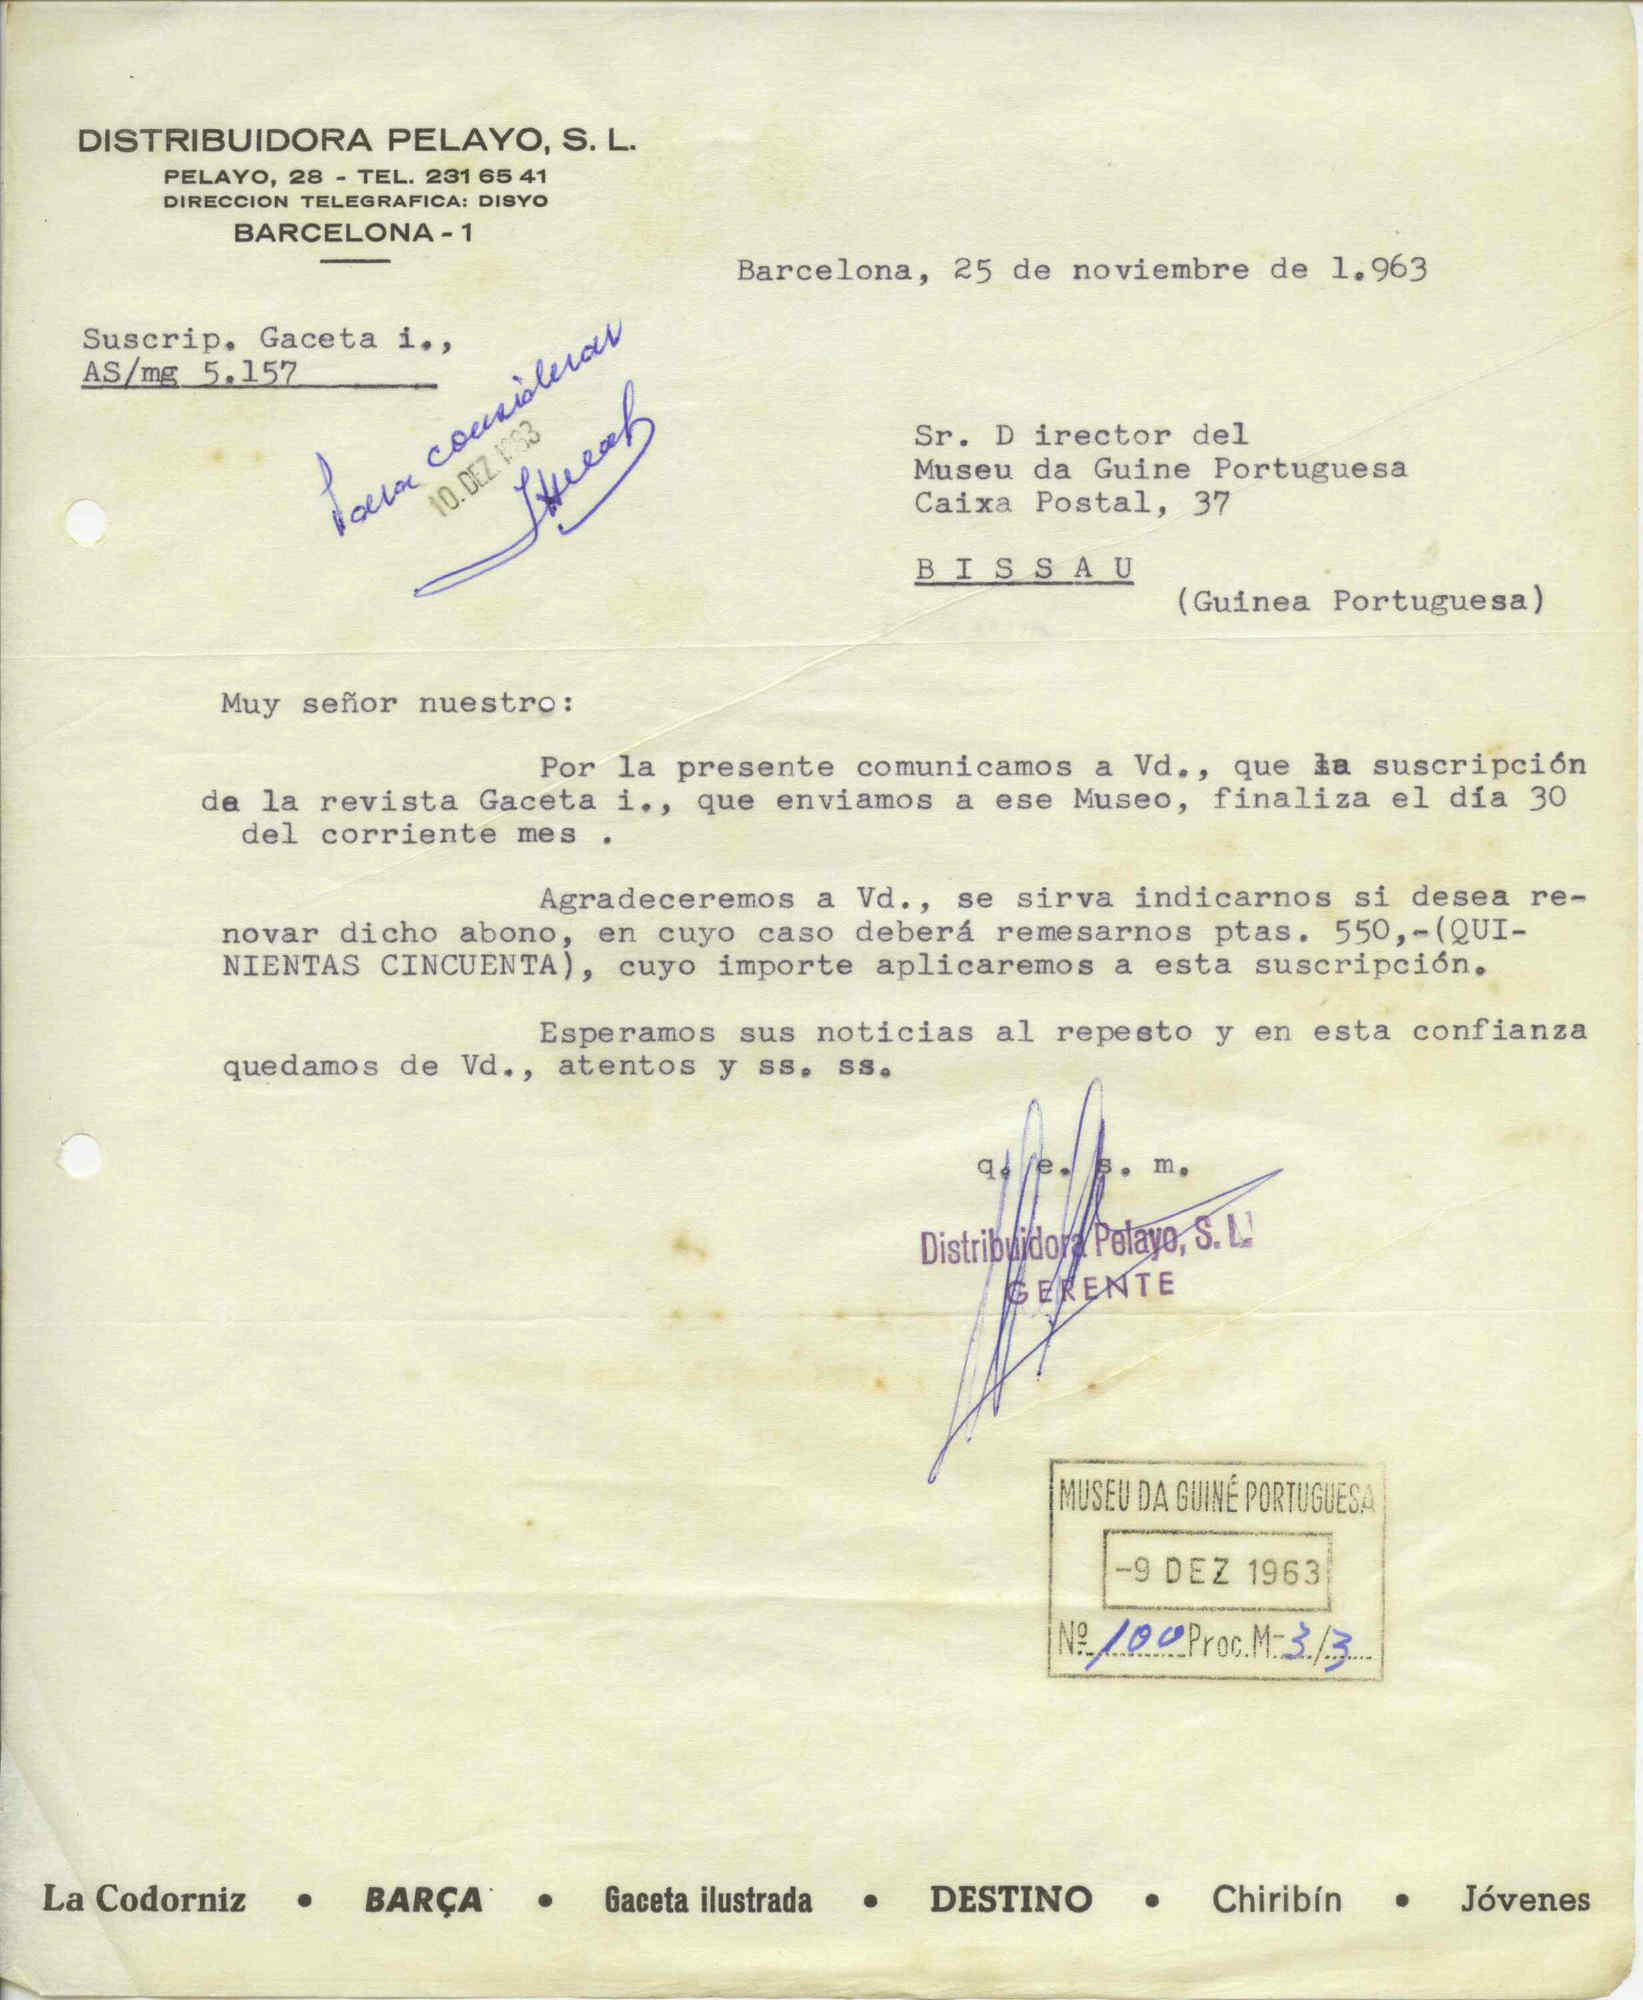 DISTRIBUIDORA PELAYO, S. L.
PELAYO, 28 - TEL. 231 65 41
DIRECCION TELEGRAFICA: DISYO
BARCELONA - 1
Barcelona, 25 de noviembre de 1.963
Suscrip. Gaceta i.,
AS/mg 5.157
Para considerar
10. DEZ 1963
Sr. D irector del
Museu da Guine Portuguesa
Caixa Postal, 37
B I S S A U
(Guinea Portuguesa)
Muy señor nuestro:
Por la presente comunicamos a Vd., que la suscripción
de la revista Gaceta i., que enviamos a ese Museo, finaliza el día 30
del corriente mes .
Agradeceremos a Vd., se sirva indicarnos si desea re-
novar dicho abono, en cuyo caso deberá remesarnos ptas. 550,-(QUI-
NIENTAS CINCUENTA), cuyo importe aplicaremos a esta suscripción.
Esperamos sus noticias al repesto y en esta confianza
quedamos de Vd., atentos y ss. ss.
q. e. s. m.
Distribuidora Pelayo, S. L.
GERENTE
MUSEU DA GUINÉ PORTUGUESA
-9 DEZ 1963
Nº 100 Proc. M-3/3
La Codorniz • BARÇA • Gaceta ilustrada • DESTINO • Chiribín • Jóvenes